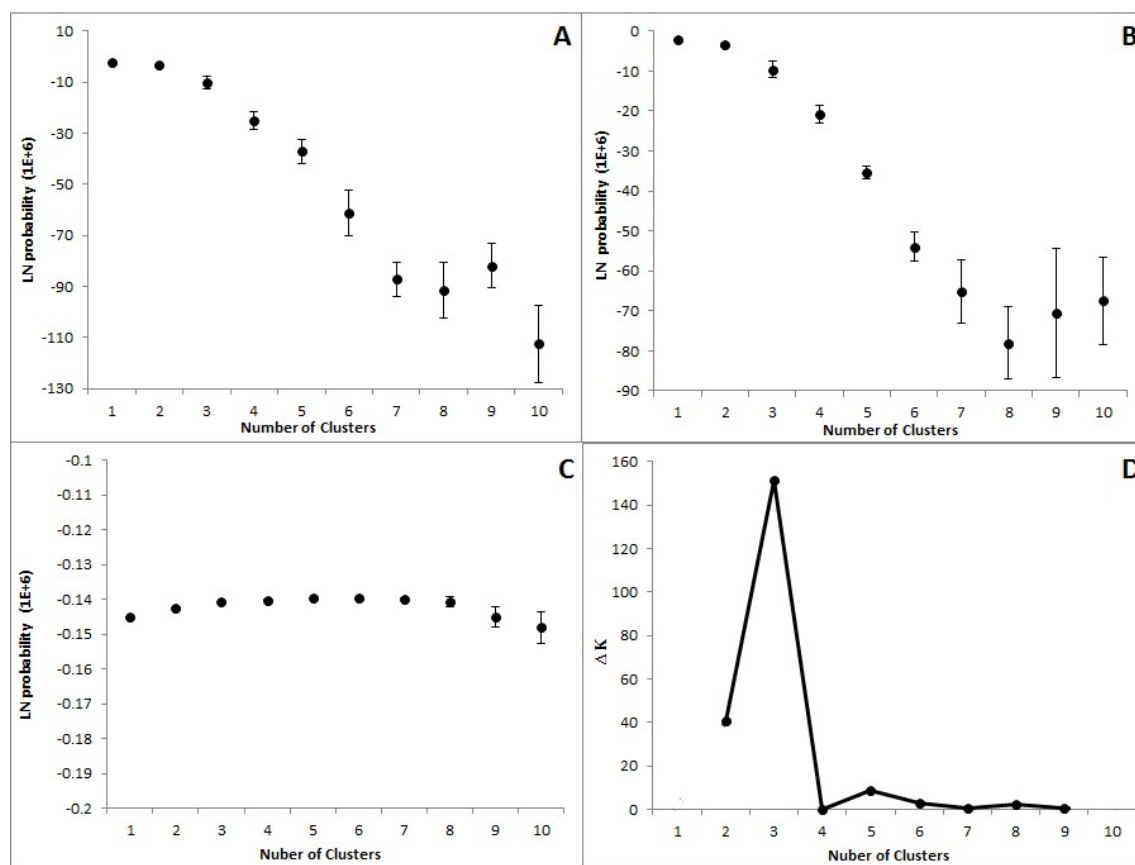 A
LN probability (1E+6)
10
-10
-30
-50
-70
-90
-110
-130
1 2 3 4 5 6 7 8 9 10
Number of Clusters
B
LN probability (1E+6)
0
-10
-20
-30
-40
-50
-60
-70
-80
-90
1 2 3 4 5 6 7 8 9 10
Number of Clusters
C
LN probability (1E+6)
-0.1
-0.11
-0.12
-0.13
-0.14
-0.15
-0.16
-0.17
-0.18
-0.19
-0.2
1 2 3 4 5 6 7 8 9 10
Nuber of Clusters
D
Δ K
160
140
120
100
80
60
40
20
0
1 2 3 4 5 6 7 8 9 10
Nuber of Clusters